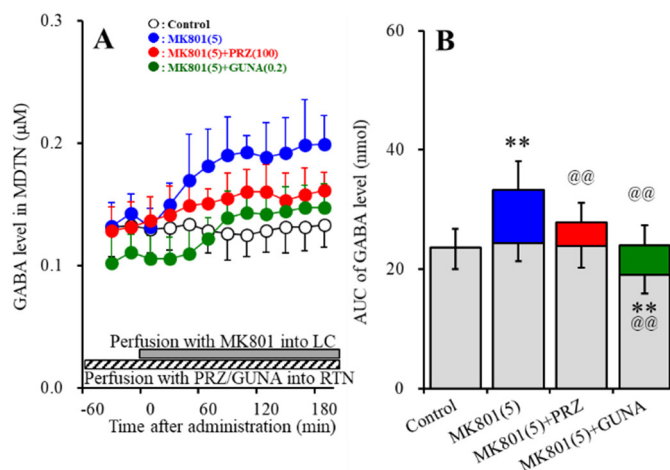 A
○: Control
●: MK801(5)
●: MK801(5)+PRZ(100)
●: MK801(5)+GUNA(0.2)
GABA level in MDTN (μM)
0.3
0.2
0.1
0.0
Perfusion with MK801 into LC
Perfusion with PRZ/GUNA into RTN
-60 0 60 120 180
Time after administration (min)
B
AUC of GABA level (nmol)
60
40
20
0
**
@@
@@
**
@@
Control
MK801(5)
MK801(5)+PRZ
MK801(5)+GUNA